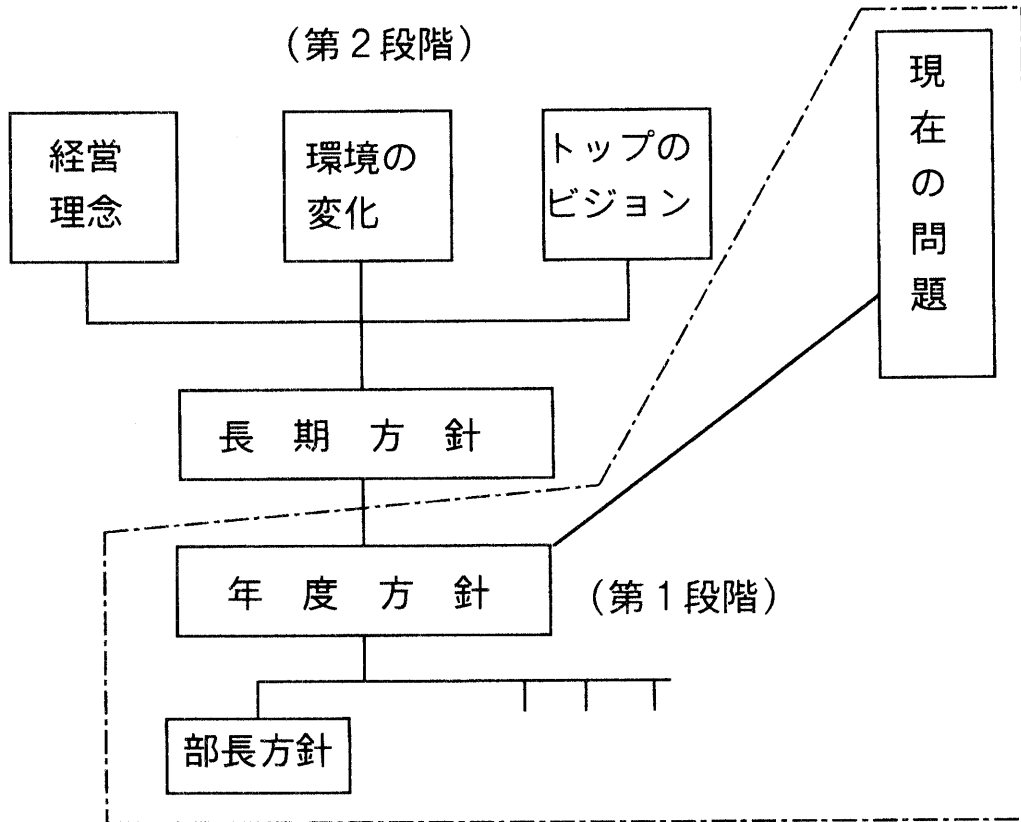 （第２段階）
経営
理念
環境の
変化
トップの
ビジョン
現在の問題
長期方針
年度方針
（第１段階）
部長方針